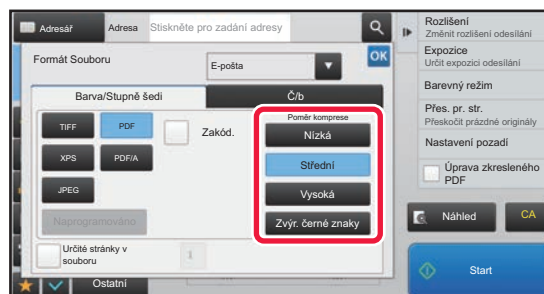 Adresář
Adresa
Stiskněte pro zadání adresy
Formát Souboru
E-pošta
OK
Barva/Stupně šedi
Č/b
TIFF
PDF
Zakód.
XPS
PDF/A
JPEG
Naprogramováno
Poměr komprese
Nízká
Střední
Vysoká
Zvýr. černé znaky
Určité stránky v
souboru
1
Ostatní
Rozlišení
Změnit rozlišení odesílání
Expozice
Určit expozici odesílání
Barevný režim
Přes. pr. str.
Přeskočit prázdné originály
Nastavení pozadí
Úprava zkresleného
PDF
Náhled
CA
Start